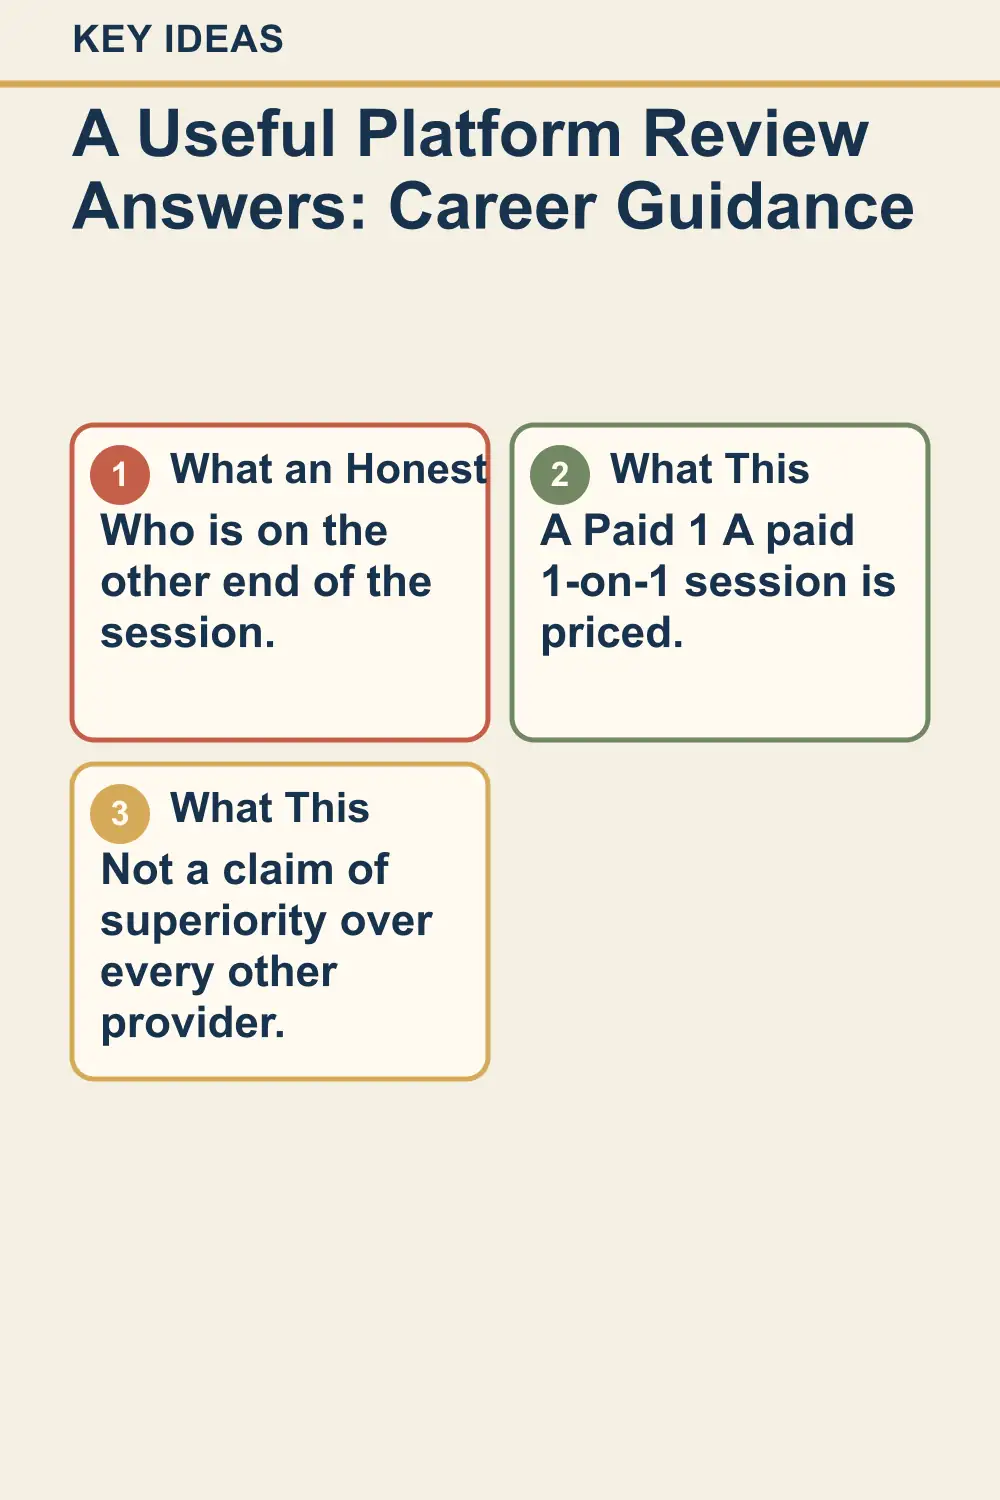 KEY IDEAS
A Useful Platform Review
Answers: Career Guidance
1 What an Honest
Who is on the
other end of the
session.
2 What This
A Paid 1 A paid
1-on-1 session is
priced.
3 What This
Not a claim of
superiority over
every other
provider.